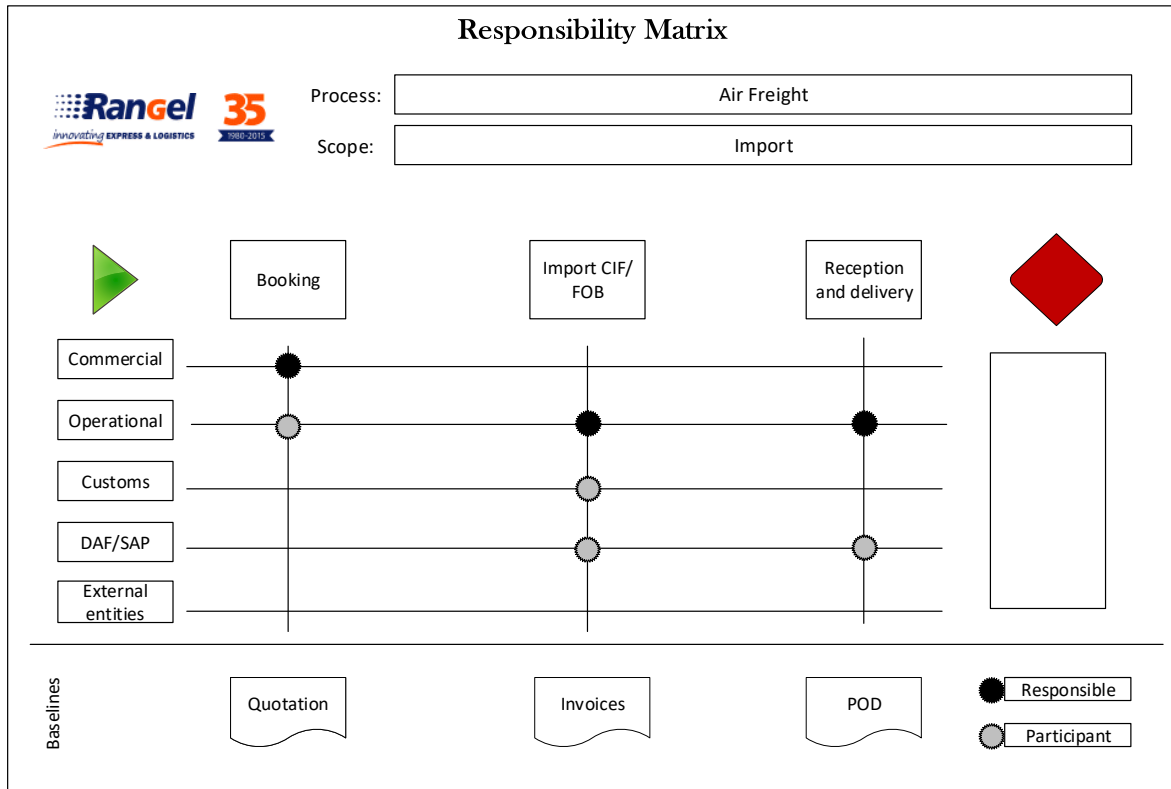 Responsibility Matrix
Rangel
innovating EXPRESS & LOGISTICS
35
1980-2015
Process:
Air Freight
Scope:
Import
Booking
Import CIF/
FOB
Reception
and delivery
Commercial
Operational
Customs
DAF/SAP
External
entities
Baselines
Quotation
Invoices
POD
Responsible
Participant